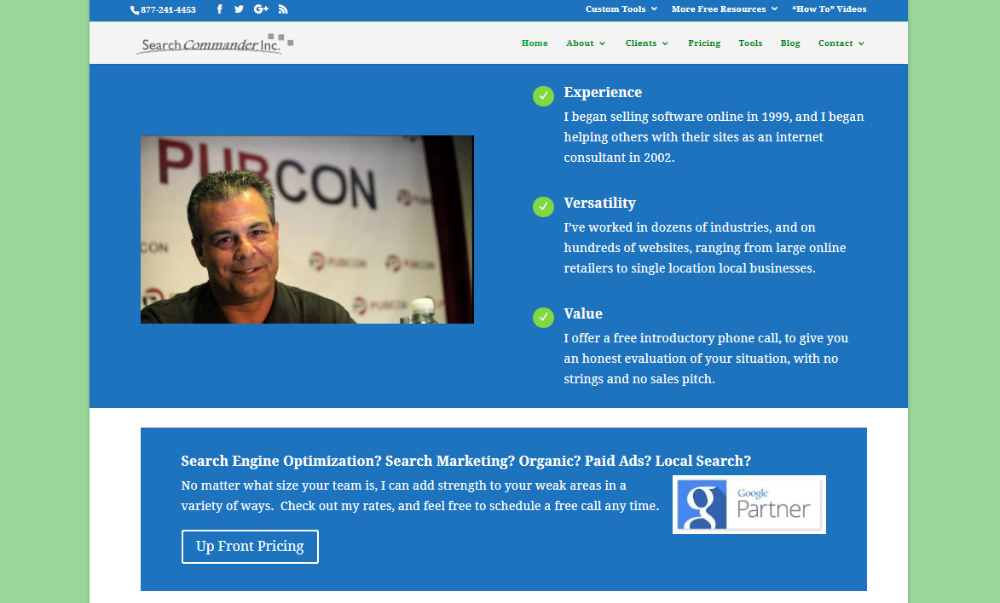 877-241-4453
Custom Tools
More Free Resources
“How To” Videos
Search Commander, Inc.
Home
About
Clients
Pricing
Tools
Blog
Contact
PUBCON
CON
PUBCON
PUBCON
PUBCON
Experience
I began selling software online in 1999, and I began
helping others with their sites as an internet
consultant in 2002.
Versatility
I’ve worked in dozens of industries, and on
hundreds of websites, ranging from large online
retailers to single location local businesses.
Value
I offer a free introductory phone call, to give you
an honest evaluation of your situation, with no
strings and no sales pitch.
Search Engine Optimization? Search Marketing? Organic? Paid Ads? Local Search?
No matter what size your team is, I can add strength to your weak areas in a
variety of ways.  Check out my rates, and feel free to schedule a free call any time.
Google
Partner
Up Front Pricing